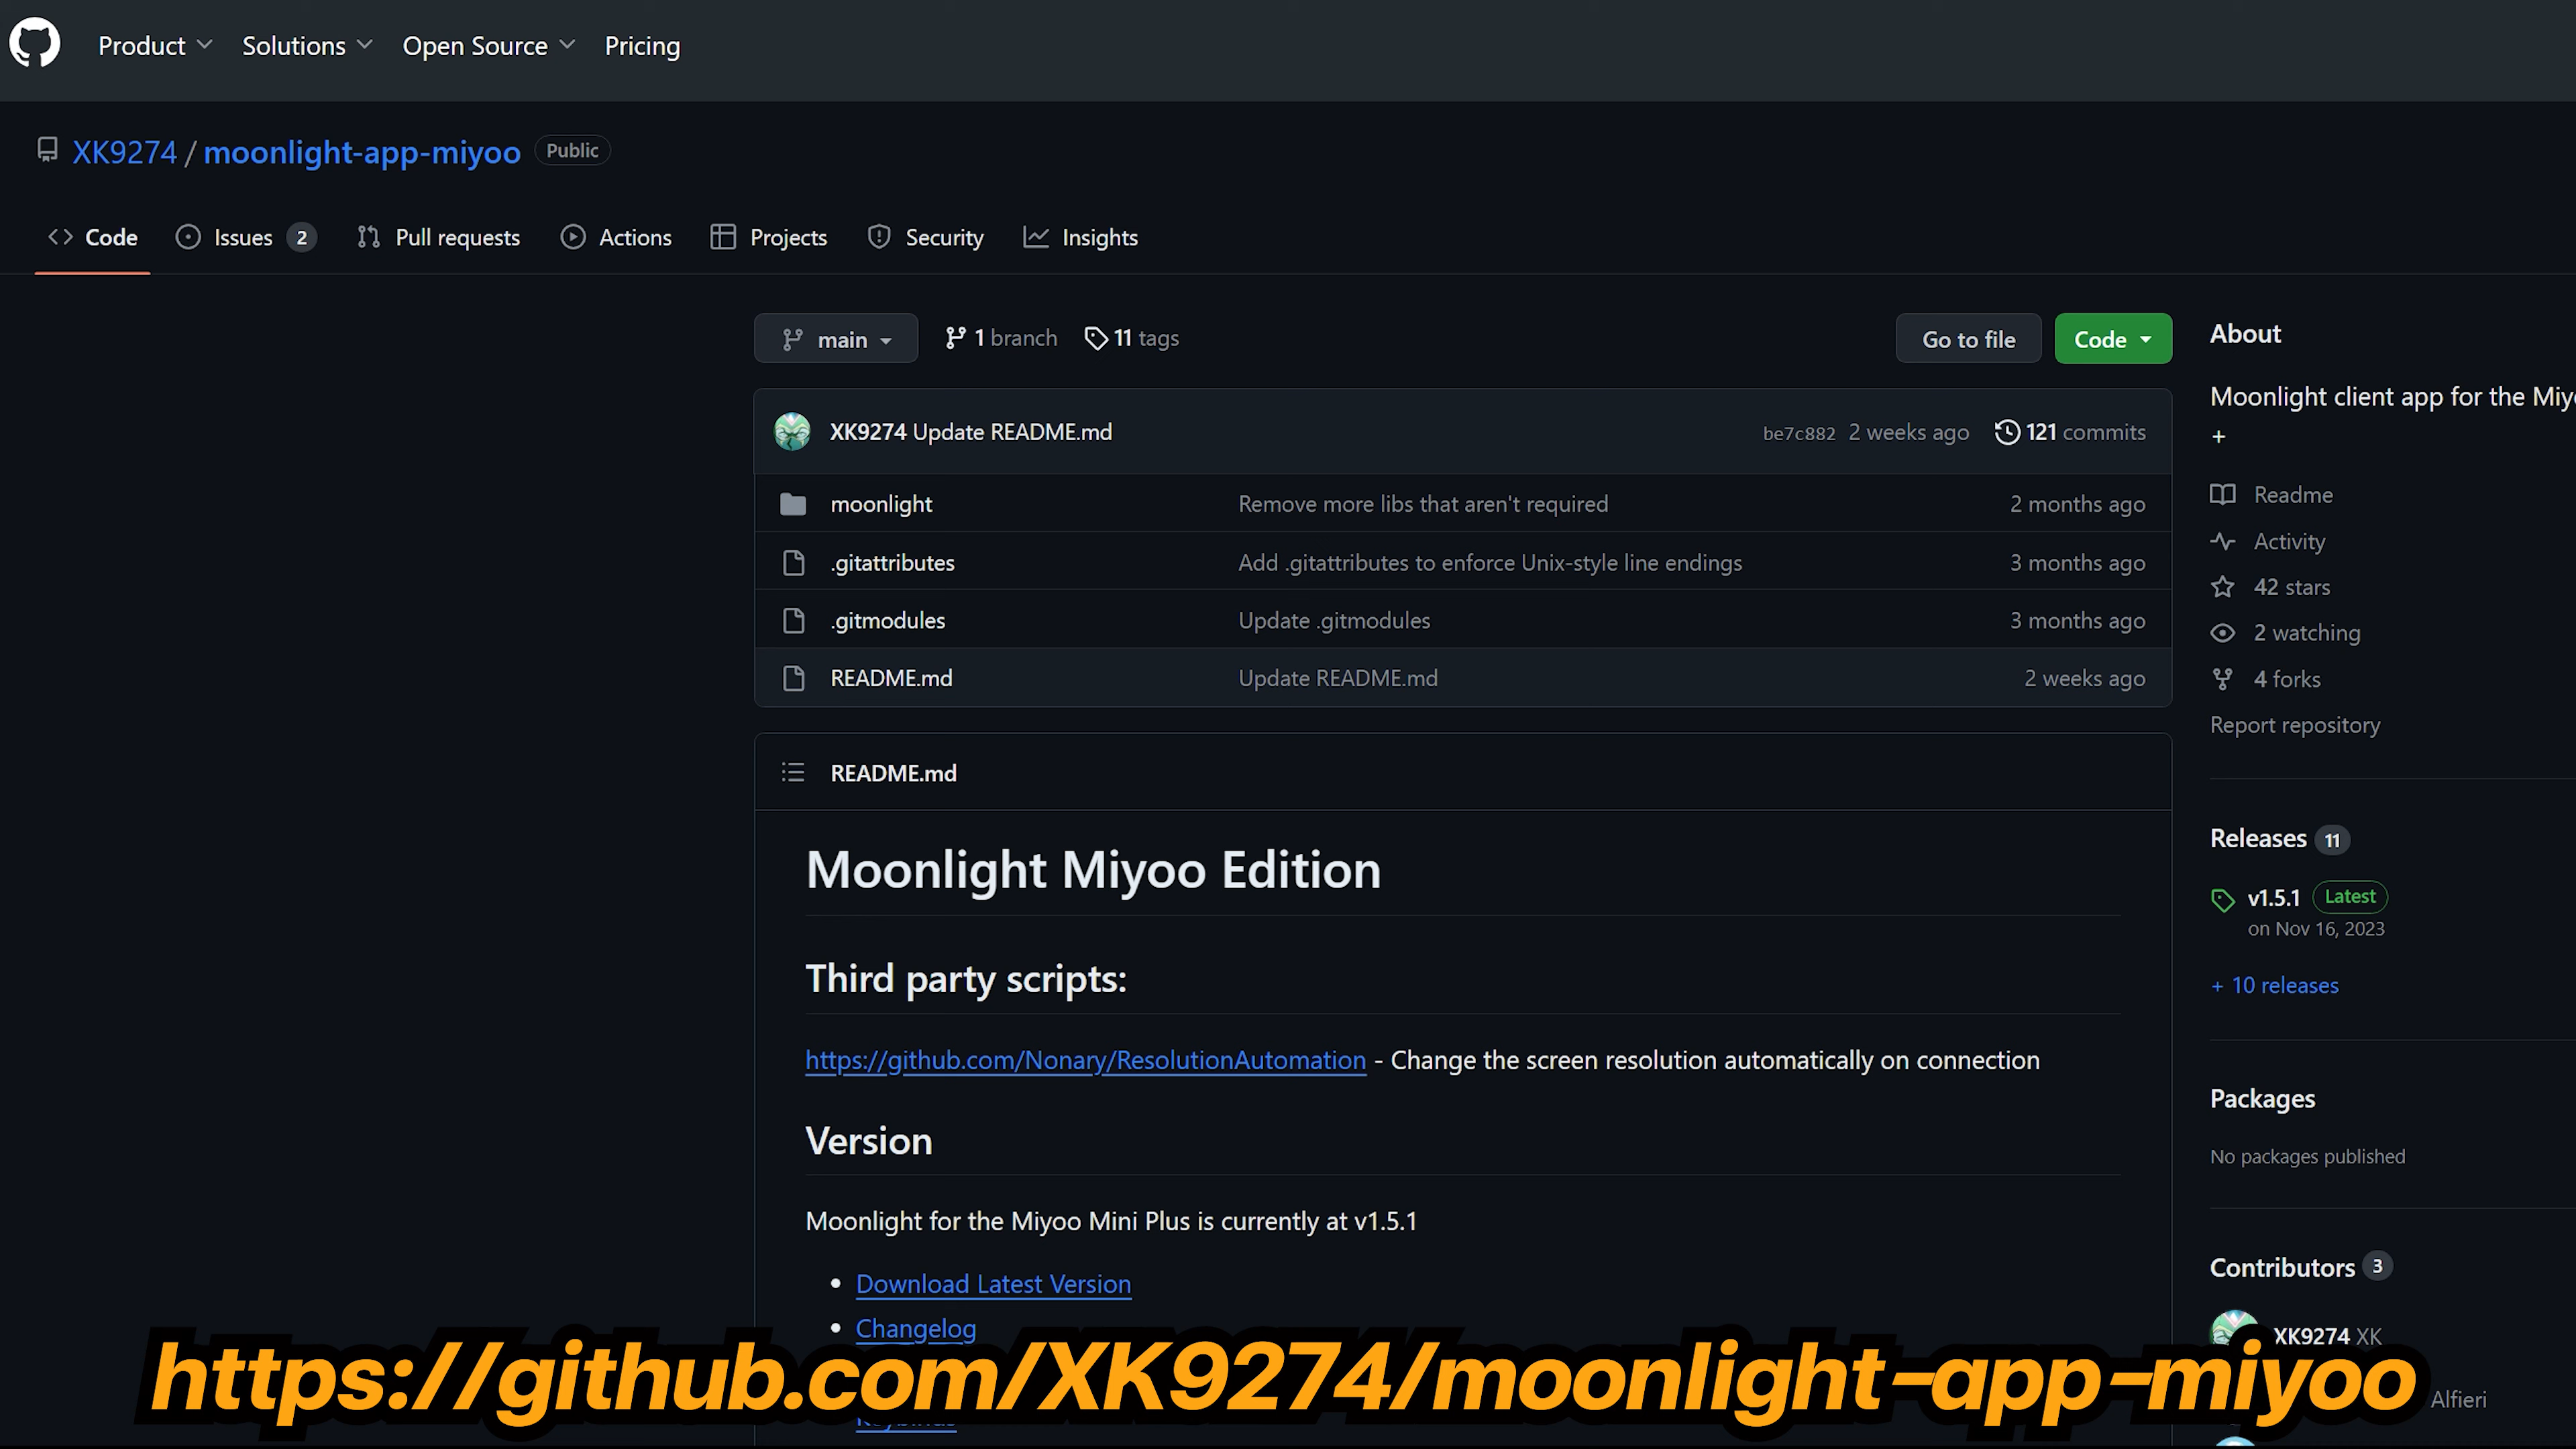 Product Solutions Open Source Pricing
XK9274 / moonlight-app-miyoo Public
Code Issues 2 Pull requests Actions Projects Security Insights
main 1 branch 11 tags Go to file Code
XK9274 Update README.md be7c882 2 weeks ago 121 commits
moonlight Remove more libs that aren't required 2 months ago
.gitattributes Add .gitattributes to enforce Unix-style line endings 3 months ago
.gitmodules Update .gitmodules 3 months ago
README.md Update README.md 2 weeks ago
README.md
Moonlight Miyoo Edition
Third party scripts:
https://github.com/Nonary/ResolutionAutomation - Change the screen resolution automatically on connection
Version
Moonlight for the Miyoo Mini Plus is currently at v1.5.1
• Download Latest Version
• Changelog
About
Moonlight client app for the
+
Readme
Activity
42 stars
2 watching
4 forks
Report repository
Releases 11
v1.5.1 Latest
on Nov 16, 2023
+ 10 releases
Packages
No packages published
Contributors 3
XK9274 XK
Alfieri
https://github.com/XK9274/moonlight-app-miyoo